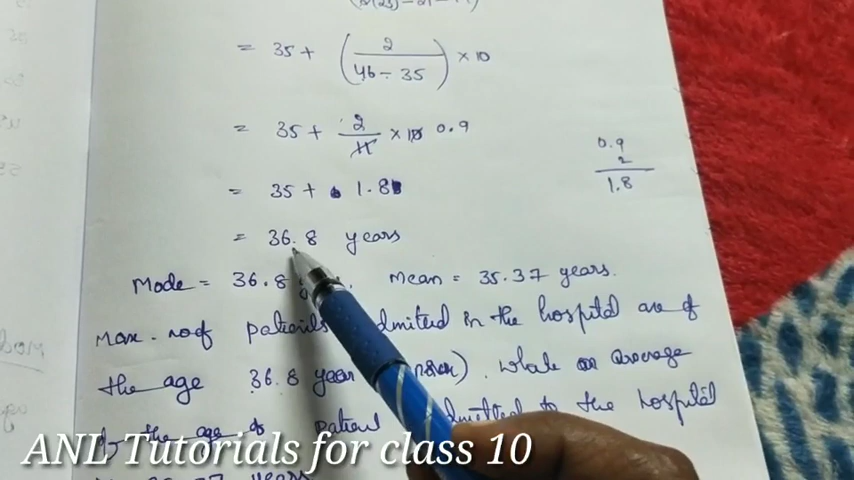 = 35 + ( 2 / 46 - 35 ) × 10
= 35 + 2 / 11 × 10 0.9
= 35 + 1.8
= 36.8 years
0.9
2
1.8
Mode = 36.8 Mean = 35.37 years.
Max. no of patients admitted in the hospital are of
the age 36.8 year . While an average
the age of patient admitted to the hospital
ANL Tutorials for class 10
years